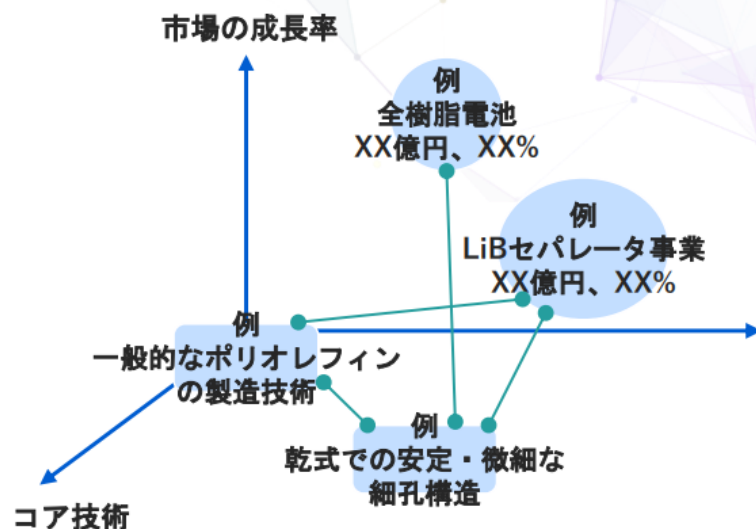 市場の成長率
例
全樹脂電池
XX億円、XX%
例
LiBセパレータ事業
XX億円、XX%
例
一般的なポリオレフィン
の製造技術
例
乾式での安定・微細な
細孔構造
コア技術